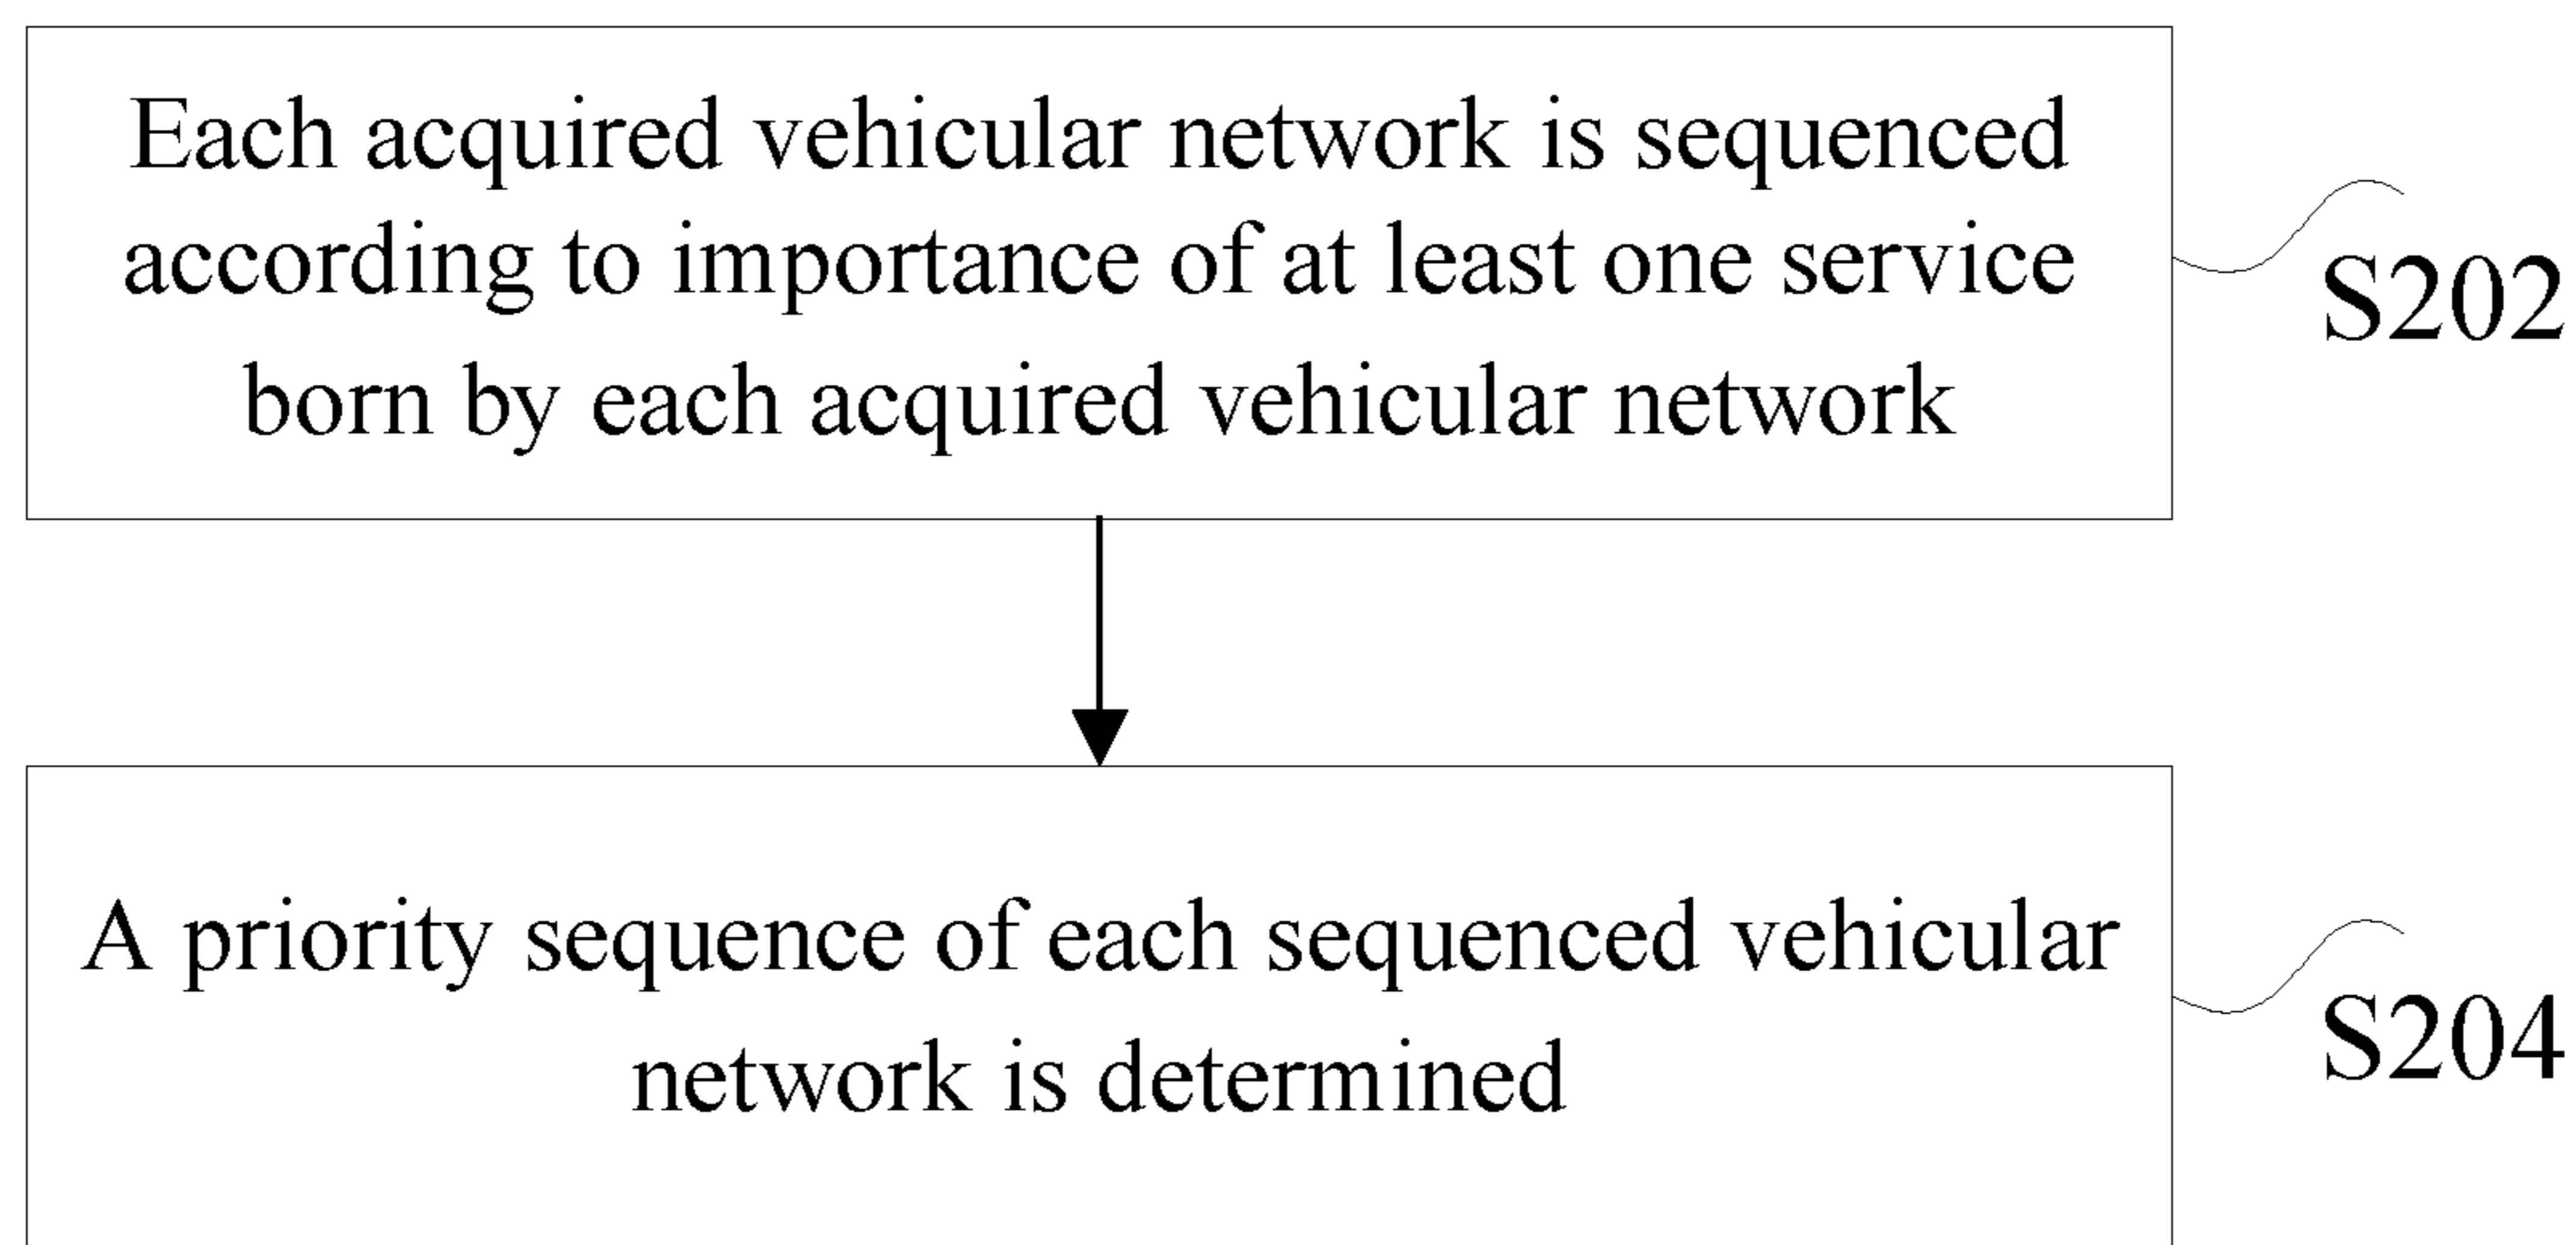 Each acquired vehicular network is sequenced
according to importance of at least one service
born by each acquired vehicular network
S202
A priority sequence of each sequenced vehicular
network is determined
S204